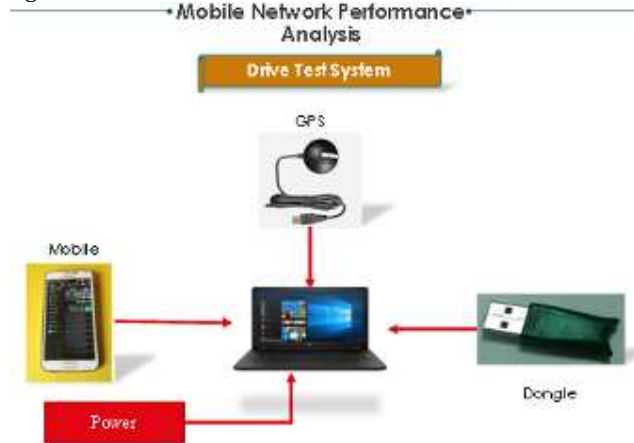 •Mobile Network Performance•
Analysis
Drive Test System
GPS
Mobile
Dongle
Power